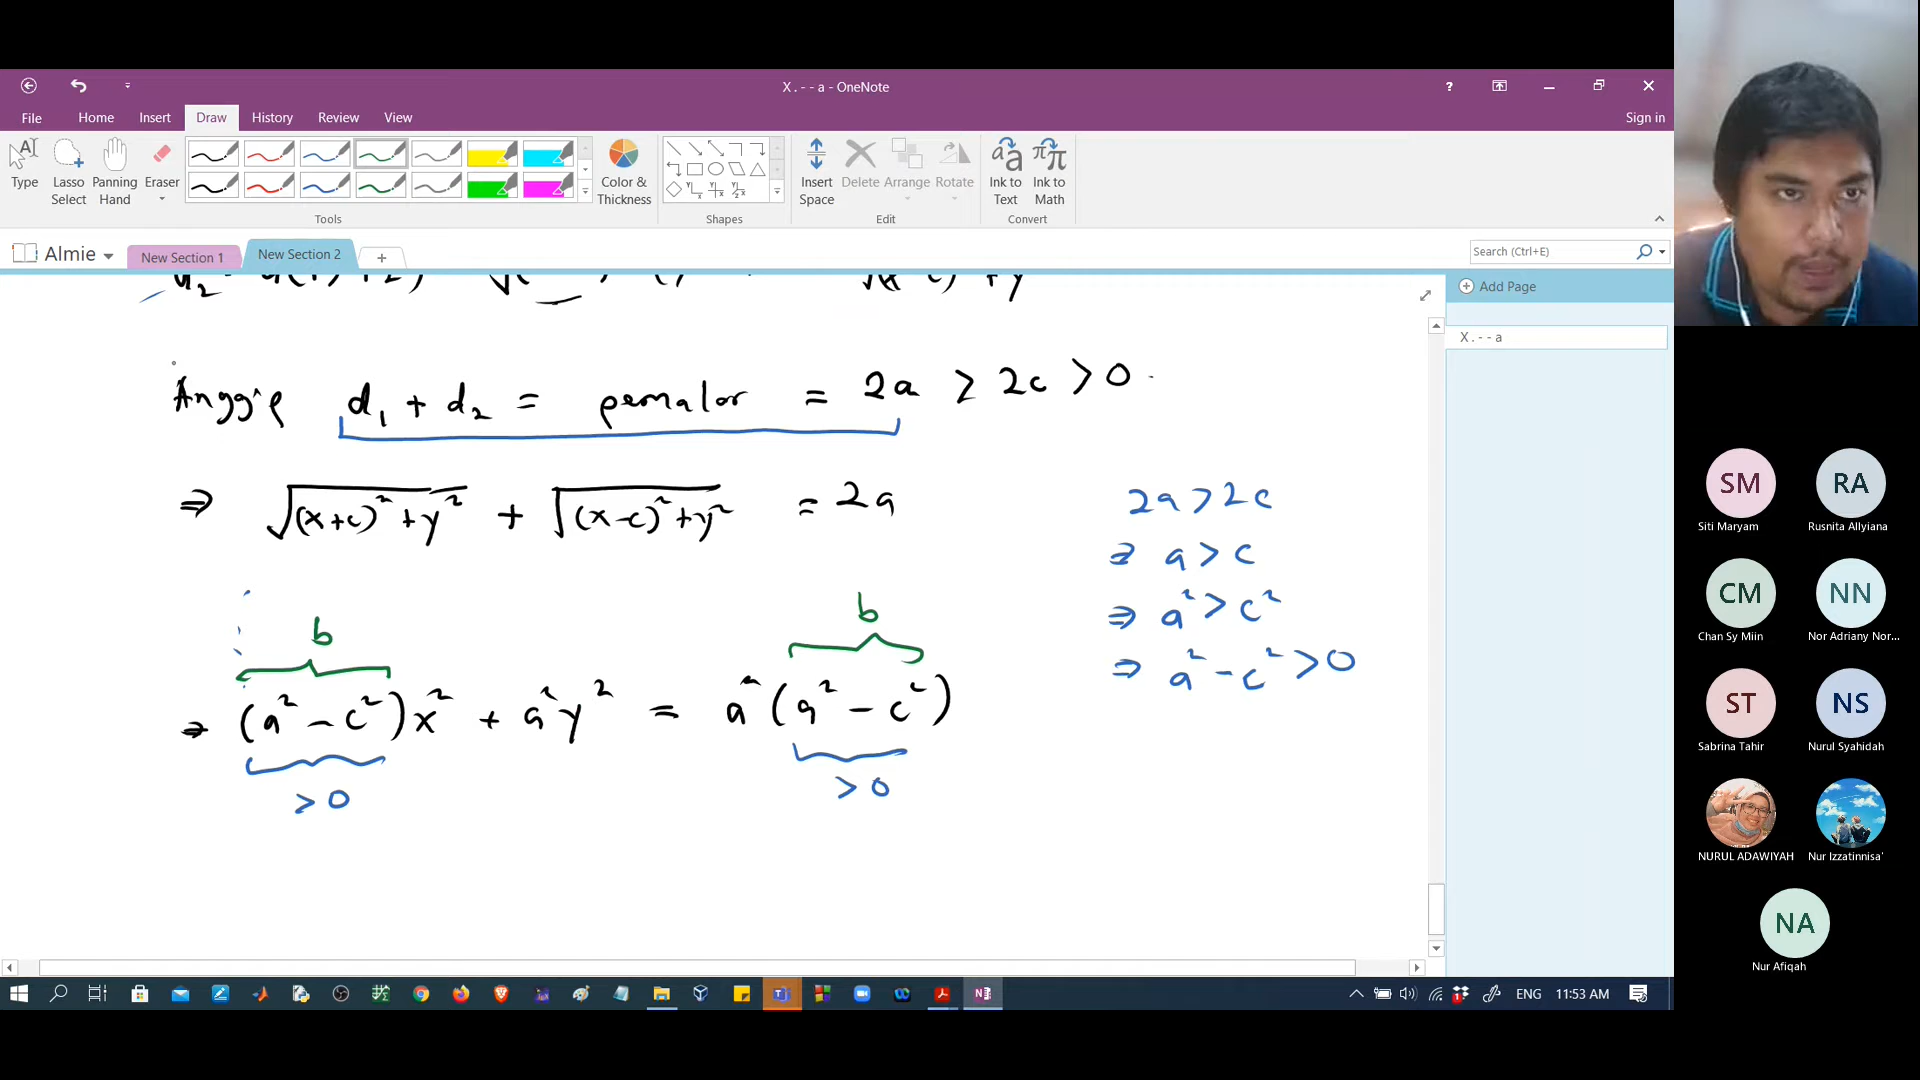 X . - - a - OneNote
File Home Insert Draw History Review View
Sign in
Type
Lasso Select
Panning Hand
Eraser
Color & Thickness
Insert Space
Delete
Arrange
Rotate
Ink to Text
Ink to Math
Tools
Shapes
Edit
Convert
Almie
New Section 1
New Section 2
Search (Ctrl+E)
Add Page
X . - - a
Anggap d₁ + d₂ = pemalar = 2a ≥ 2c > 0.
⇒ √((x+c)² + y²) + √((x-c)² + y²) = 2a
2a > 2c
⇒ a > c
⇒ a² > c²
⇒ a² - c² > 0
b b
⇒ (a² - c²)x² + a²y² = a²(a² - c²)
> 0 > 0
SM
Siti Maryam
RA
Rusnita Allyiana
CM
Chan Sy Miin
NN
Nor Adriany Nor...
ST
Sabrina Tahir
NS
Nurul Syahidah
NURUL ADAWIYAH
Nur Izzatinnisa'
NA
Nur Afiqah
ENG 11:53 AM